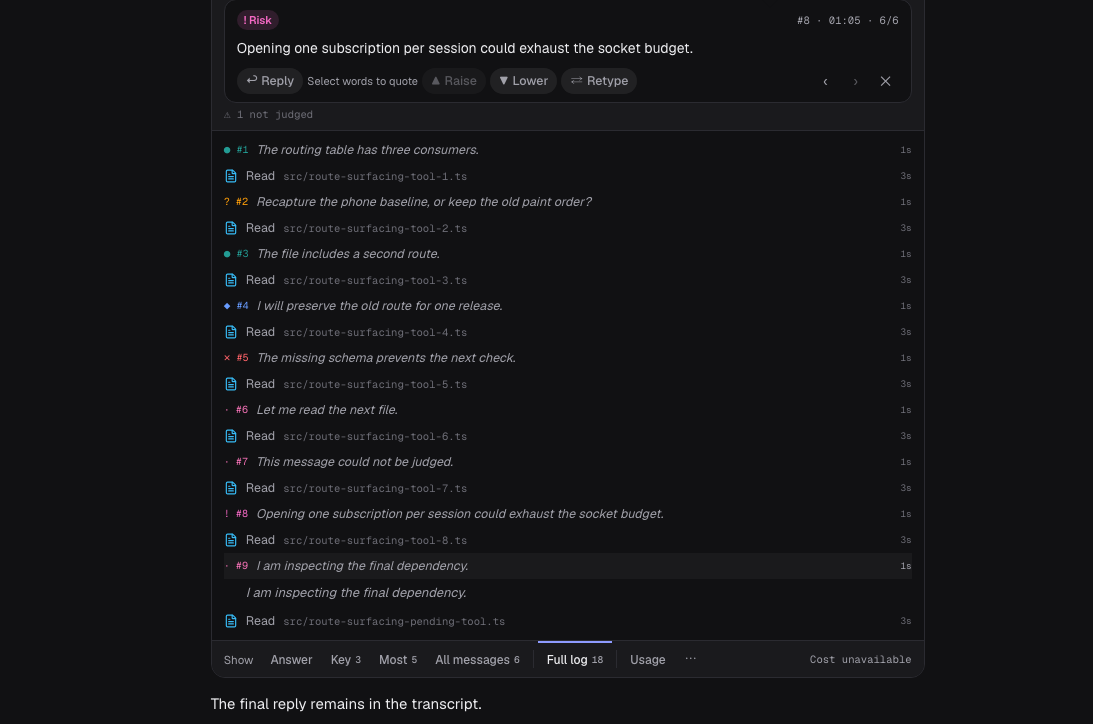 ! Risk #8 · 01:05 · 6/6
Opening one subscription per session could exhaust the socket budget.
↩ Reply Select words to quote ▲ Raise ▼ Lower ⇄ Retype ‹ › ×
⚠ 1 not judged
● #1 The routing table has three consumers. 1s
Read src/route-surfacing-tool-1.ts 3s
? #2 Recapture the phone baseline, or keep the old paint order? 1s
Read src/route-surfacing-tool-2.ts 3s
● #3 The file includes a second route. 1s
Read src/route-surfacing-tool-3.ts 3s
◆ #4 I will preserve the old route for one release. 1s
Read src/route-surfacing-tool-4.ts 3s
× #5 The missing schema prevents the next check. 1s
Read src/route-surfacing-tool-5.ts 3s
· #6 Let me read the next file. 1s
Read src/route-surfacing-tool-6.ts 3s
· #7 This message could not be judged. 1s
Read src/route-surfacing-tool-7.ts 3s
! #8 Opening one subscription per session could exhaust the socket budget. 1s
Read src/route-surfacing-tool-8.ts 3s
· #9 I am inspecting the final dependency. 1s
I am inspecting the final dependency.
Read src/route-surfacing-pending-tool.ts 3s
Show Answer Key 3 Most 5 All messages 6 Full log 18 Usage ··· Cost unavailable
The final reply remains in the transcript.